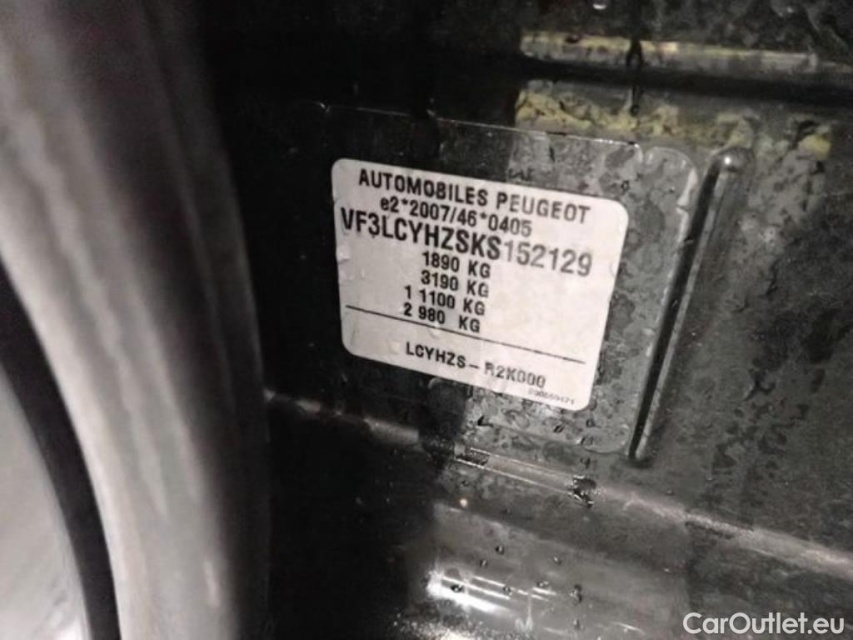 AUTOMOBILES PEUGEOT
e2*2007/46*0405
VF3LCYHZSKS152129
1890 KG
3190 KG
1 1100 KG
2 980 KG
LCYHZS-R2K000
CarOutlet.eu